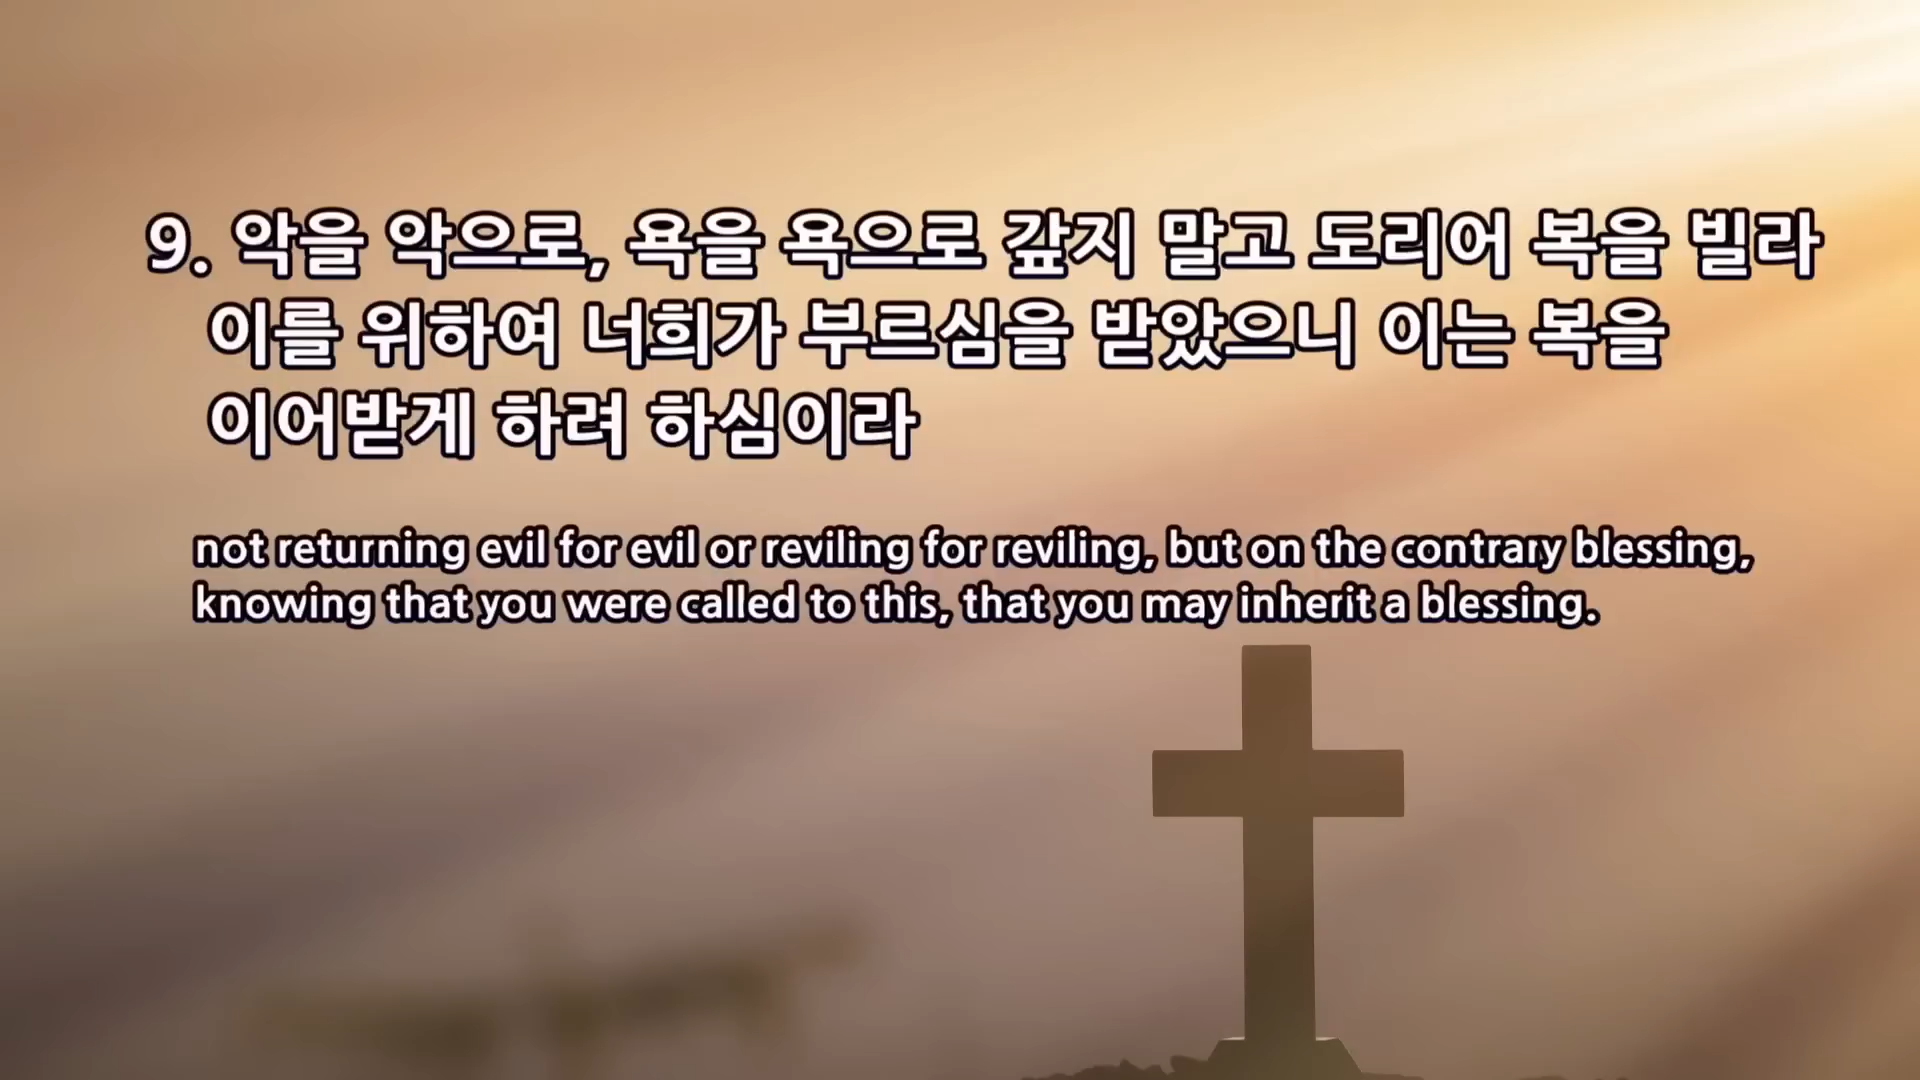 9. 악을 악으로, 욕을 욕으로 갚지 말고 도리어 복을 빌라
이를 위하여 너희가 부르심을 받았으니 이는 복을
이어받게 하려 하심이라
not returning evil for evil or reviling for reviling, but on the contrary blessing,
knowing that you were called to this, that you may inherit a blessing.